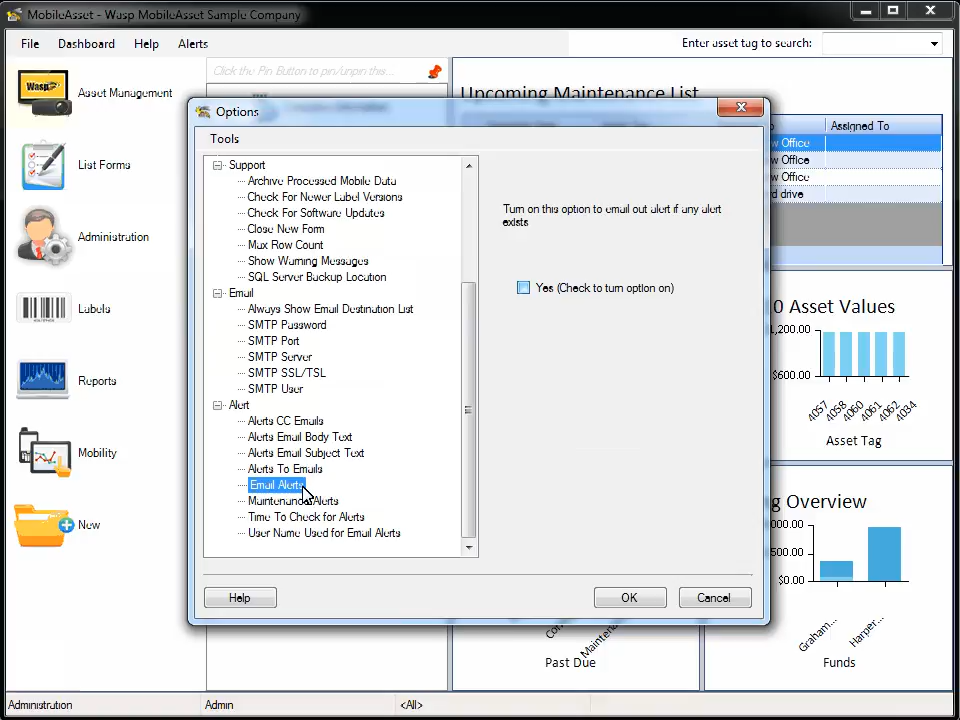 MobileAsset - Wasp MobileAsset Sample Company
File Dashboard Help Alerts
Enter asset tag to search:
Click the Pin Button to pin/unpin this...
Wasp
Asset Management
List Forms
Administration
Labels
Reports
Mobility
New
Upcoming Maintenance List
Assigned To
w Office
w Office
w Office
d drive
Options
Tools
Support
Archive Processed Mobile Data
Check For Newer Label Versions
Check For Software Updates
Close New Form
Max Row Count
Show Warning Messages
SQL Server Backup Location
Email
Always Show Email Destination List
SMTP Password
SMTP Port
SMTP Server
SMTP SSL/TSL
SMTP User
Alert
Alerts CC Emails
Alerts Email Body Text
Alerts Email Subject Text
Alerts To Emails
Email Alerts
Maintenance Alerts
Time To Check for Alerts
User Name Used for Email Alerts
Turn on this option to email out alert if any alert
exists
Yes (Check to turn option on)
Help OK Cancel
0 Asset Values
1,200.00
$600.00
4057 4058 4060 4061 4062 4034
Asset Tag
g Overview
000.00
500.00
$0.00
Graham... Harper...
Funds
Maintena...
Past Due
Administration Admin <All>